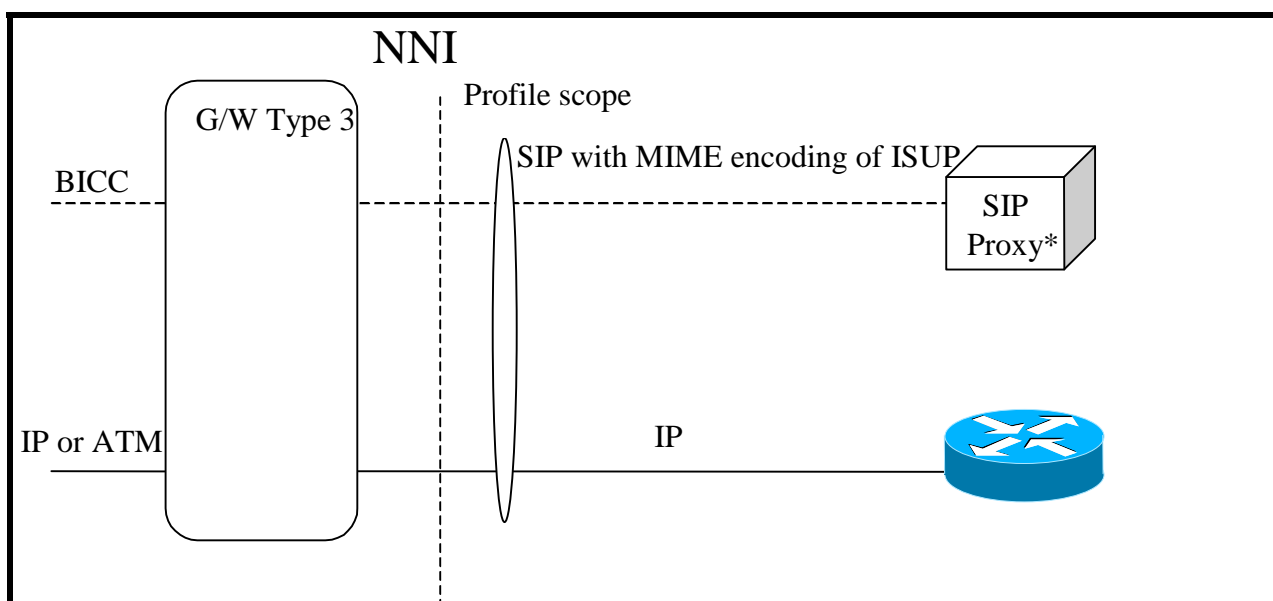 NNI
Profile scope
G/W Type 3
SIP with MIME encoding of ISUP
BICC
SIP
Proxy*
IP or ATM
IP